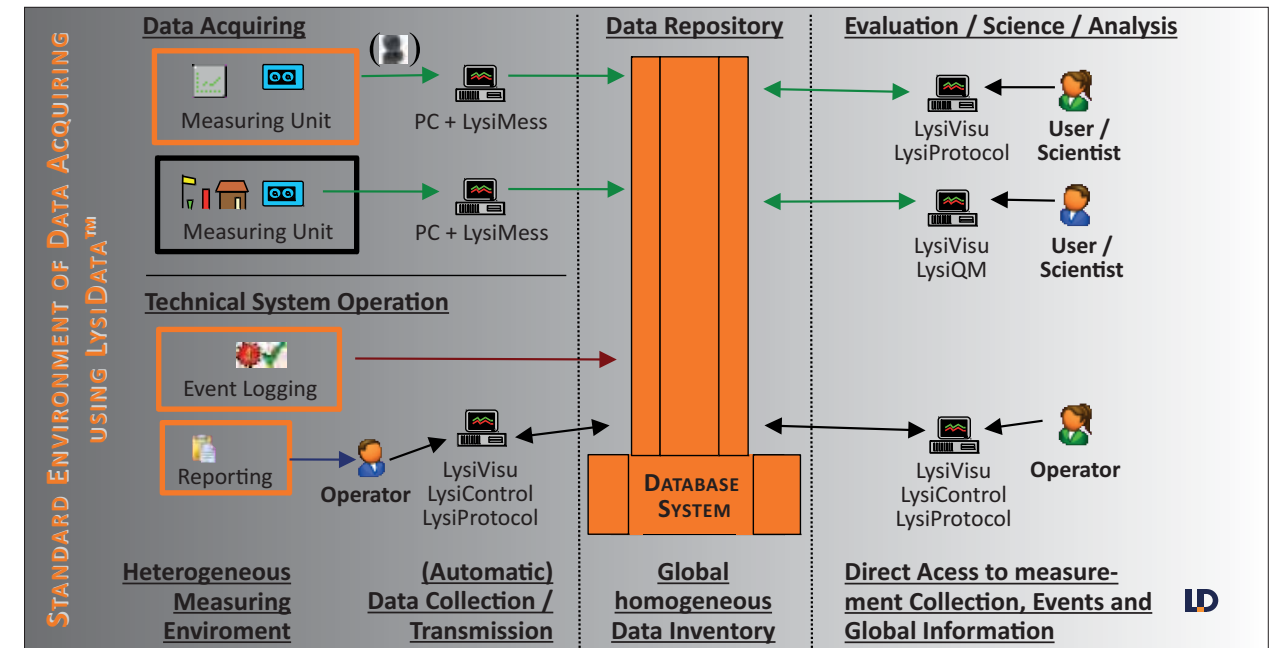 STANDARD ENVIRONMENT OF DATA ACQUIRING
USING LYSIDATA™
Data Acquiring
Measuring Unit
PC + LysiMess
Measuring Unit
PC + LysiMess
Technical System Operation
Event Logging
Reporting
Operator
LysiVisu
LysiControl
LysiProtocol
Heterogeneous
Measuring
Enviroment
(Automatic)
Data Collection /
Transmission
Data Repository
DATABASE
SYSTEM
Global
homogeneous
Data Inventory
Evaluation / Science / Analysis
LysiVisu
LysiProtocol
User /
Scientist
LysiVisu
LysiQM
User /
Scientist
LysiVisu
LysiControl
LysiProtocol
Operator
Direct Acess to measure-
ment Collection, Events and
Global Information
LD